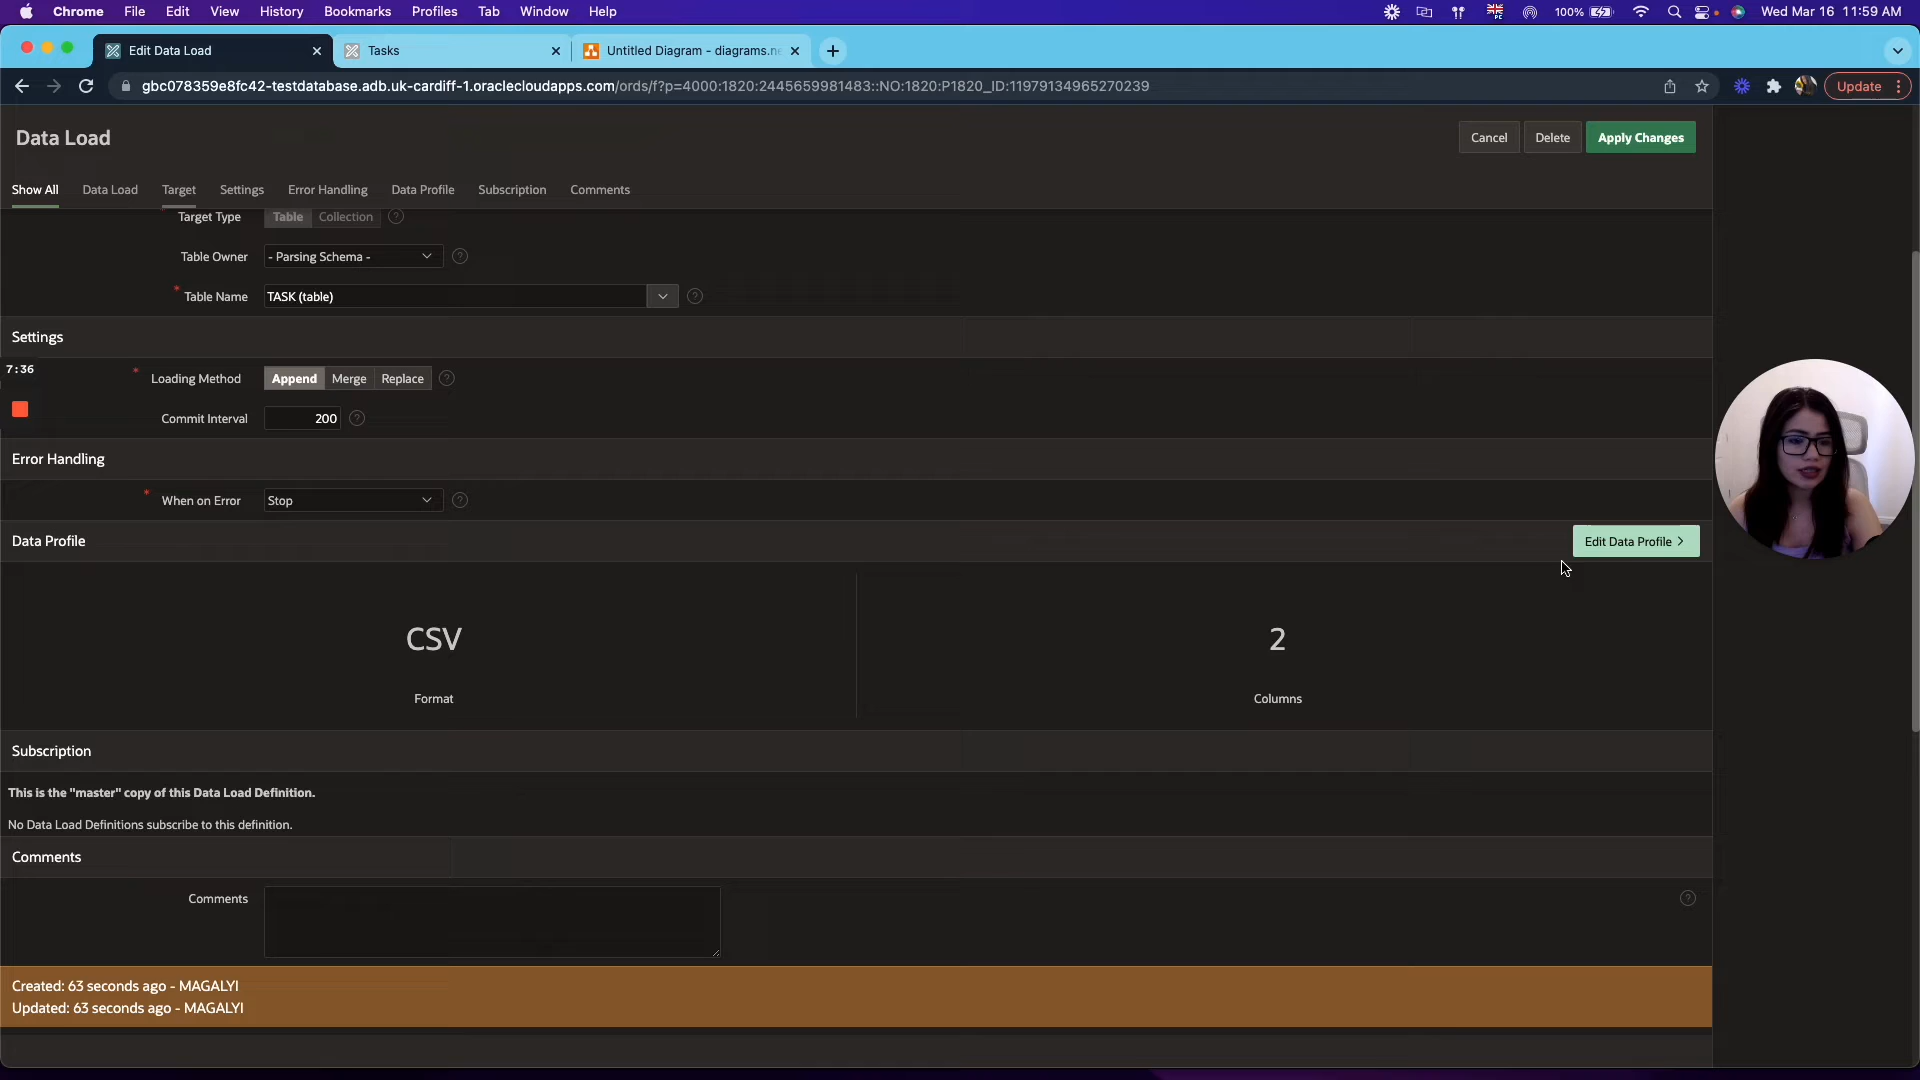 Chrome File Edit View History Bookmarks Profiles Tab Window Help 100% Wed Mar 16 11:59 AM
Edit Data Load Tasks Untitled Diagram - diagrams.ne
gbc078359e8fc42-testdatabase.adb.uk-cardiff-1.oraclecloudapps.com/ords/f?p=4000:1820:2445659981483::NO:1820:P1820_ID:11979134965270239 Update
Data Load Cancel Delete Apply Changes
Show All Data Load Target Settings Error Handling Data Profile Subscription Comments
* Target Type Table Collection ?
Table Owner - Parsing Schema - ?
* Table Name TASK (table) ?
Settings
7:36
* Loading Method Append Merge Replace ?
Commit Interval 200 ?
Error Handling
* When on Error Stop ?
Data Profile Edit Data Profile >
CSV 2
Format Columns
Subscription
This is the "master" copy of this Data Load Definition.
No Data Load Definitions subscribe to this definition.
Comments
Comments ?
Created: 63 seconds ago - MAGALYI
Updated: 63 seconds ago - MAGALYI